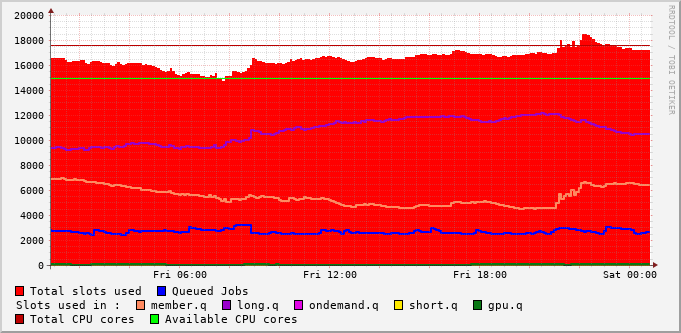 RRDTOOL / TOBI OETIKER
20000
18000
16000
14000
12000
10000
8000
6000
4000
2000
0
Fri 06:00 Fri 12:00 Fri 18:00 Sat 00:00
Total slots used Queued Jobs
Slots used in : member.q long.q ondemand.q short.q gpu.q
Total CPU cores Available CPU cores